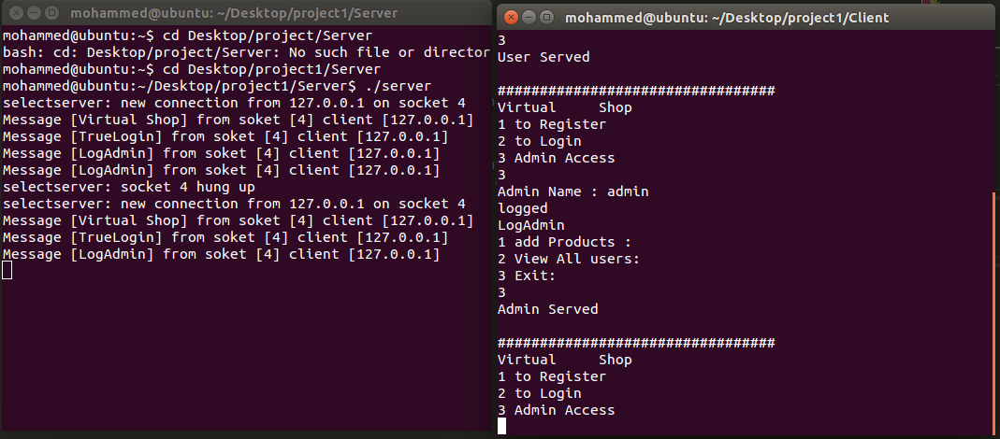 mohammed@ubuntu: ~/Desktop/project1/Server
mohammed@ubuntu:~$ cd Desktop/project/Server
bash: cd: Desktop/project/Server: No such file or director
mohammed@ubuntu:~$ cd Desktop/project1/Server
mohammed@ubuntu:~/Desktop/project1/Server$ ./server
selectserver: new connection from 127.0.0.1 on socket 4
Message [Virtual Shop] from soket [4] client [127.0.0.1]
Message [TrueLogin] from soket [4] client [127.0.0.1]
Message [LogAdmin] from soket [4] client [127.0.0.1]
Message [LogAdmin] from soket [4] client [127.0.0.1]
selectserver: socket 4 hung up
selectserver: new connection from 127.0.0.1 on socket 4
Message [Virtual Shop] from soket [4] client [127.0.0.1]
Message [TrueLogin] from soket [4] client [127.0.0.1]
Message [LogAdmin] from soket [4] client [127.0.0.1]
mohammed@ubuntu: ~/Desktop/project1/Client
3
User Served
#################################
Virtual     Shop
1 to Register
2 to Login
3 Admin Access
3
Admin Name : admin
logged
LogAdmin
1 add Products :
2 View All users:
3 Exit:
3
Admin Served
#################################
Virtual     Shop
1 to Register
2 to Login
3 Admin Access